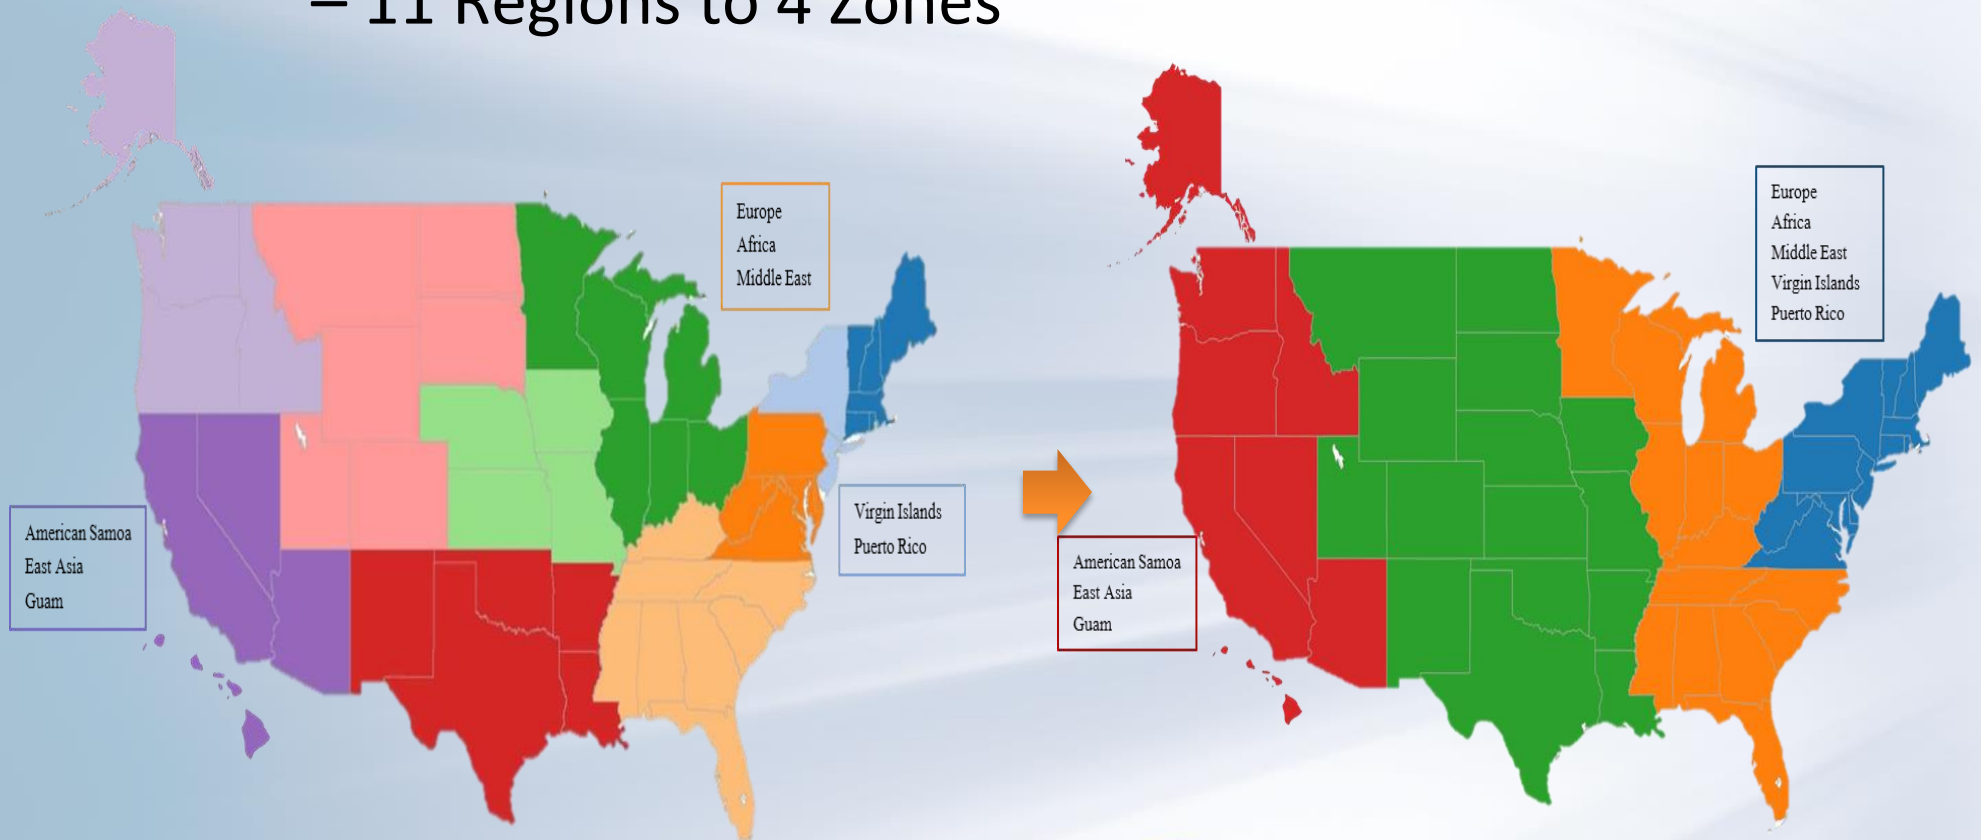 – 11 Regions to 4 Zones
Europe
Africa
Middle East
American Samoa
East Asia
Guam
Virgin Islands
Puerto Rico
Europe
Africa
Middle East
Virgin Islands
Puerto Rico
American Samoa
East Asia
Guam